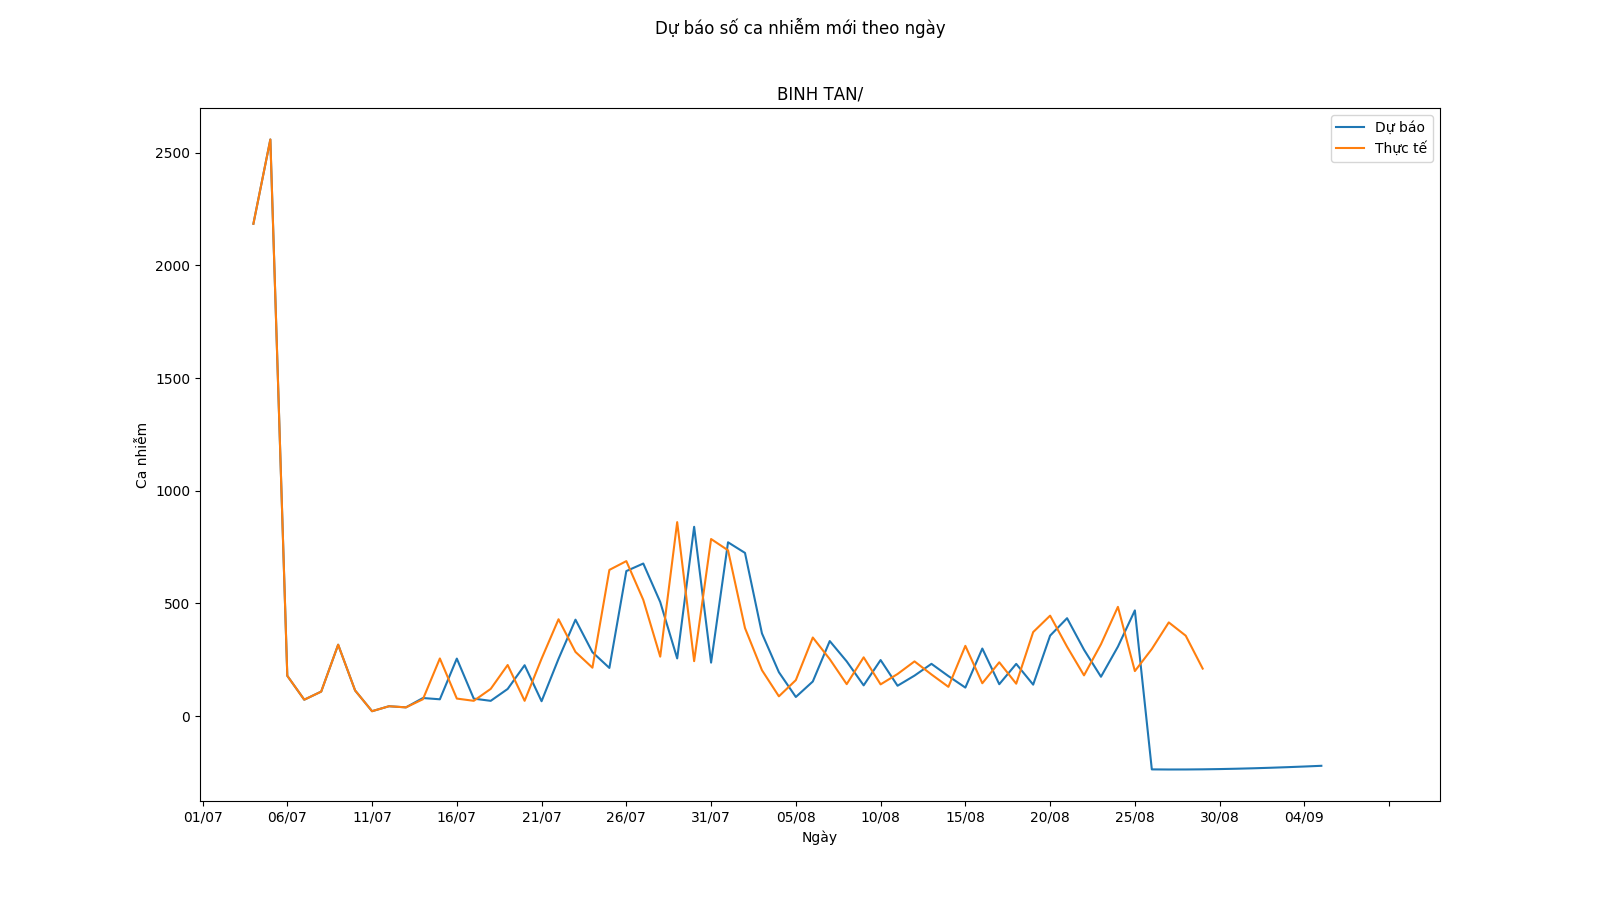 Dự báo số ca nhiễm mới theo ngày
BINH TAN/
Dự báo
Thực tế
2500
2000
1500
1000
500
0
Ca nhiễm
01/07 06/07 11/07 16/07 21/07 26/07 31/07 05/08 10/08 15/08 20/08 25/08 30/08 04/09
Ngày